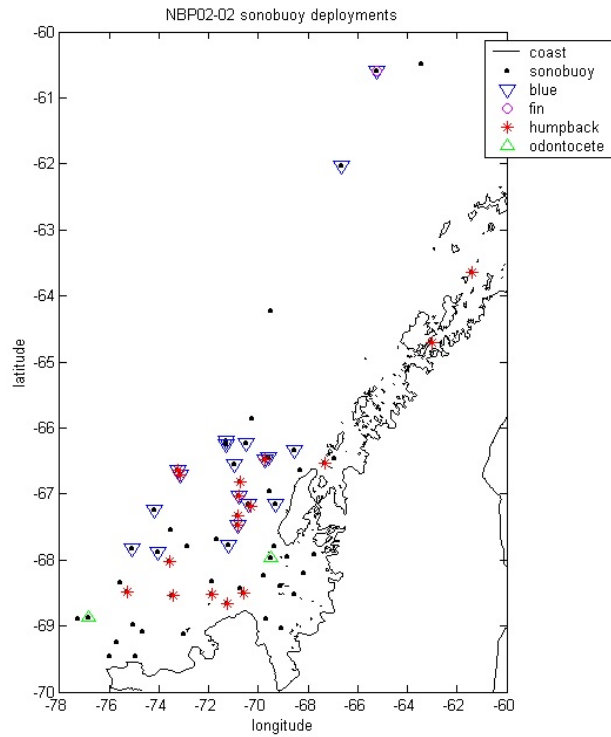 NBP02-02 sonobuoy deployments
-60
-61
-62
-63
-64
-65
-66
-67
-68
-69
-70
latitude
coast
sonobuoy
blue
fin
humpback
odontocete
-78 -76 -74 -72 -70 -68 -66 -64 -62 -60
longitude